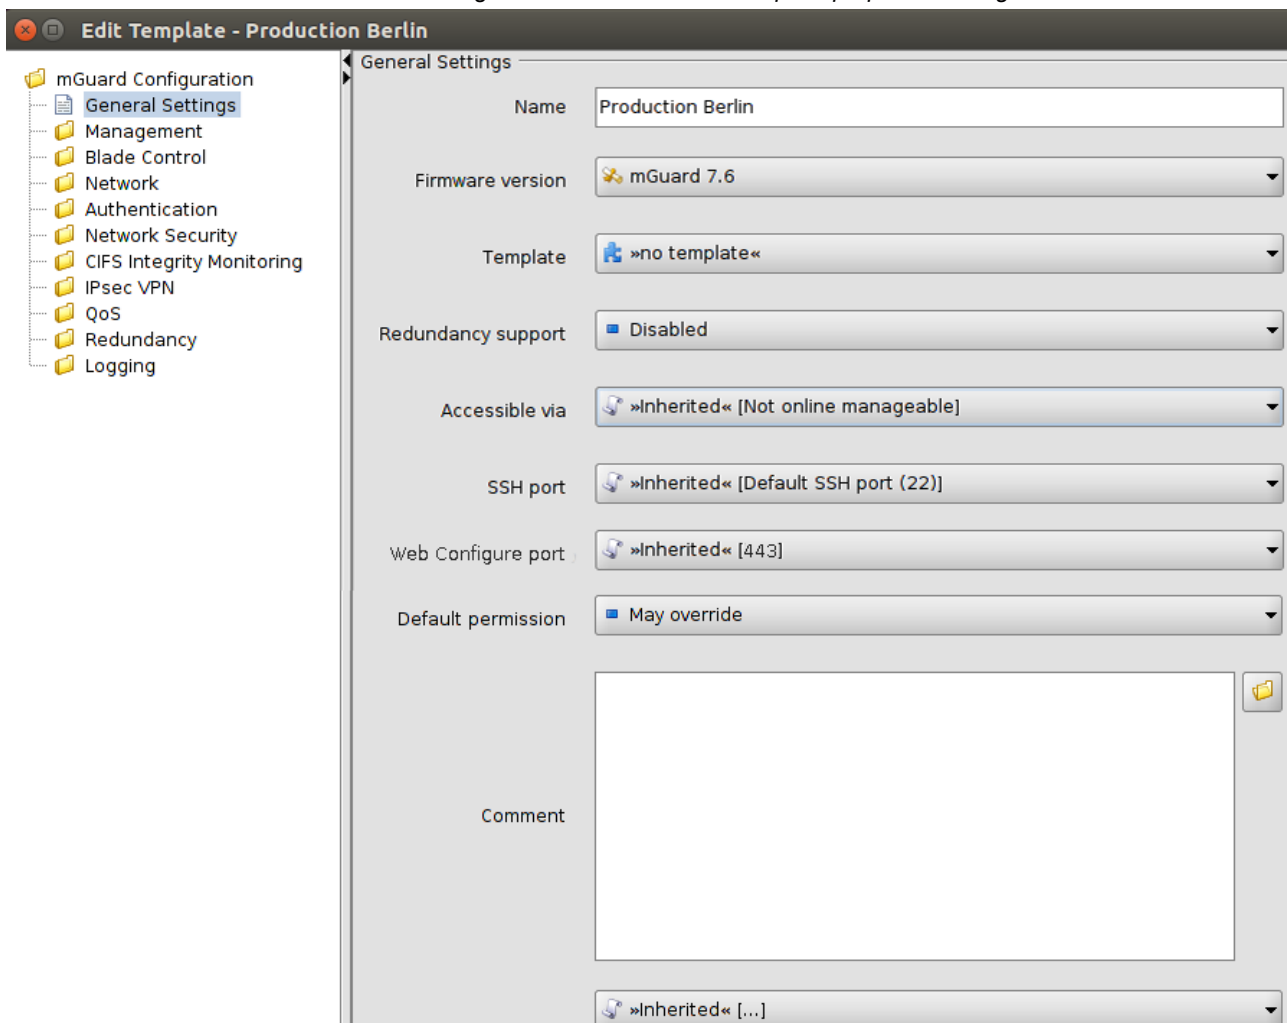 Edit Template - Production Berlin
mGuard Configuration
General Settings
Management
Blade Control
Network
Authentication
Network Security
CIFS Integrity Monitoring
IPsec VPN
QoS
Redundancy
Logging
General Settings
Name Production Berlin
Firmware version mGuard 7.6
Template »no template«
Redundancy support Disabled
Accessible via »Inherited« [Not online manageable]
SSH port »Inherited« [Default SSH port (22)]
Web Configure port »Inherited« [443]
Default permission May override
Comment
»Inherited« [...]